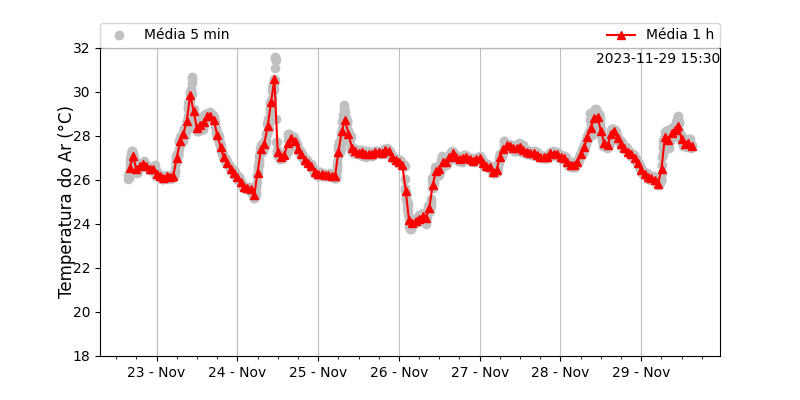 Média 5 min
Média 1 h
2023-11-29 15:30
Temperatura do Ar (°C)
32
30
28
26
24
22
20
18
23 - Nov
24 - Nov
25 - Nov
26 - Nov
27 - Nov
28 - Nov
29 - Nov